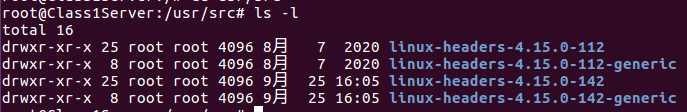 root@Class1Server:/usr/src# ls -l
total 16
drwxr-xr-x 25 root root 4096 8月   7  2020 linux-headers-4.15.0-112
drwxr-xr-x  8 root root 4096 8月   7  2020 linux-headers-4.15.0-112-generic
drwxr-xr-x 25 root root 4096 9月  25 16:05 linux-headers-4.15.0-142
drwxr-xr-x  8 root root 4096 9月  25 16:05 linux-headers-4.15.0-142-generic